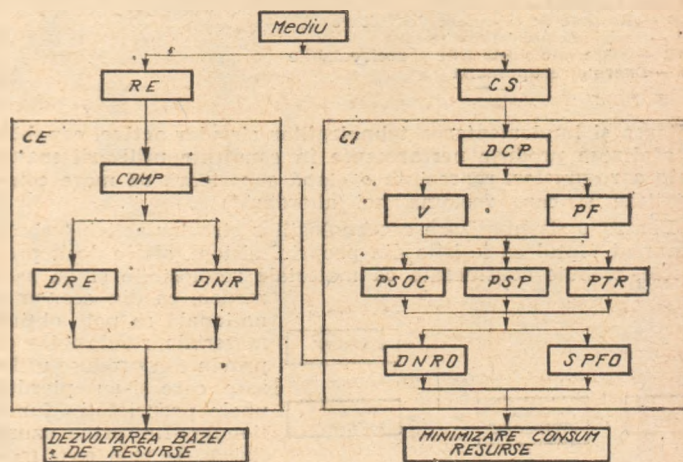 Mediu
RE
CS
CE
CI
DCP
COMP
V
PF
DRE
DNR
PSOC
PSP
PTR
DNRO
SPFO
DEZVOLTAREA BAZEI
DE RESURSE
MINIMIZARE CONSUM
RESURSE